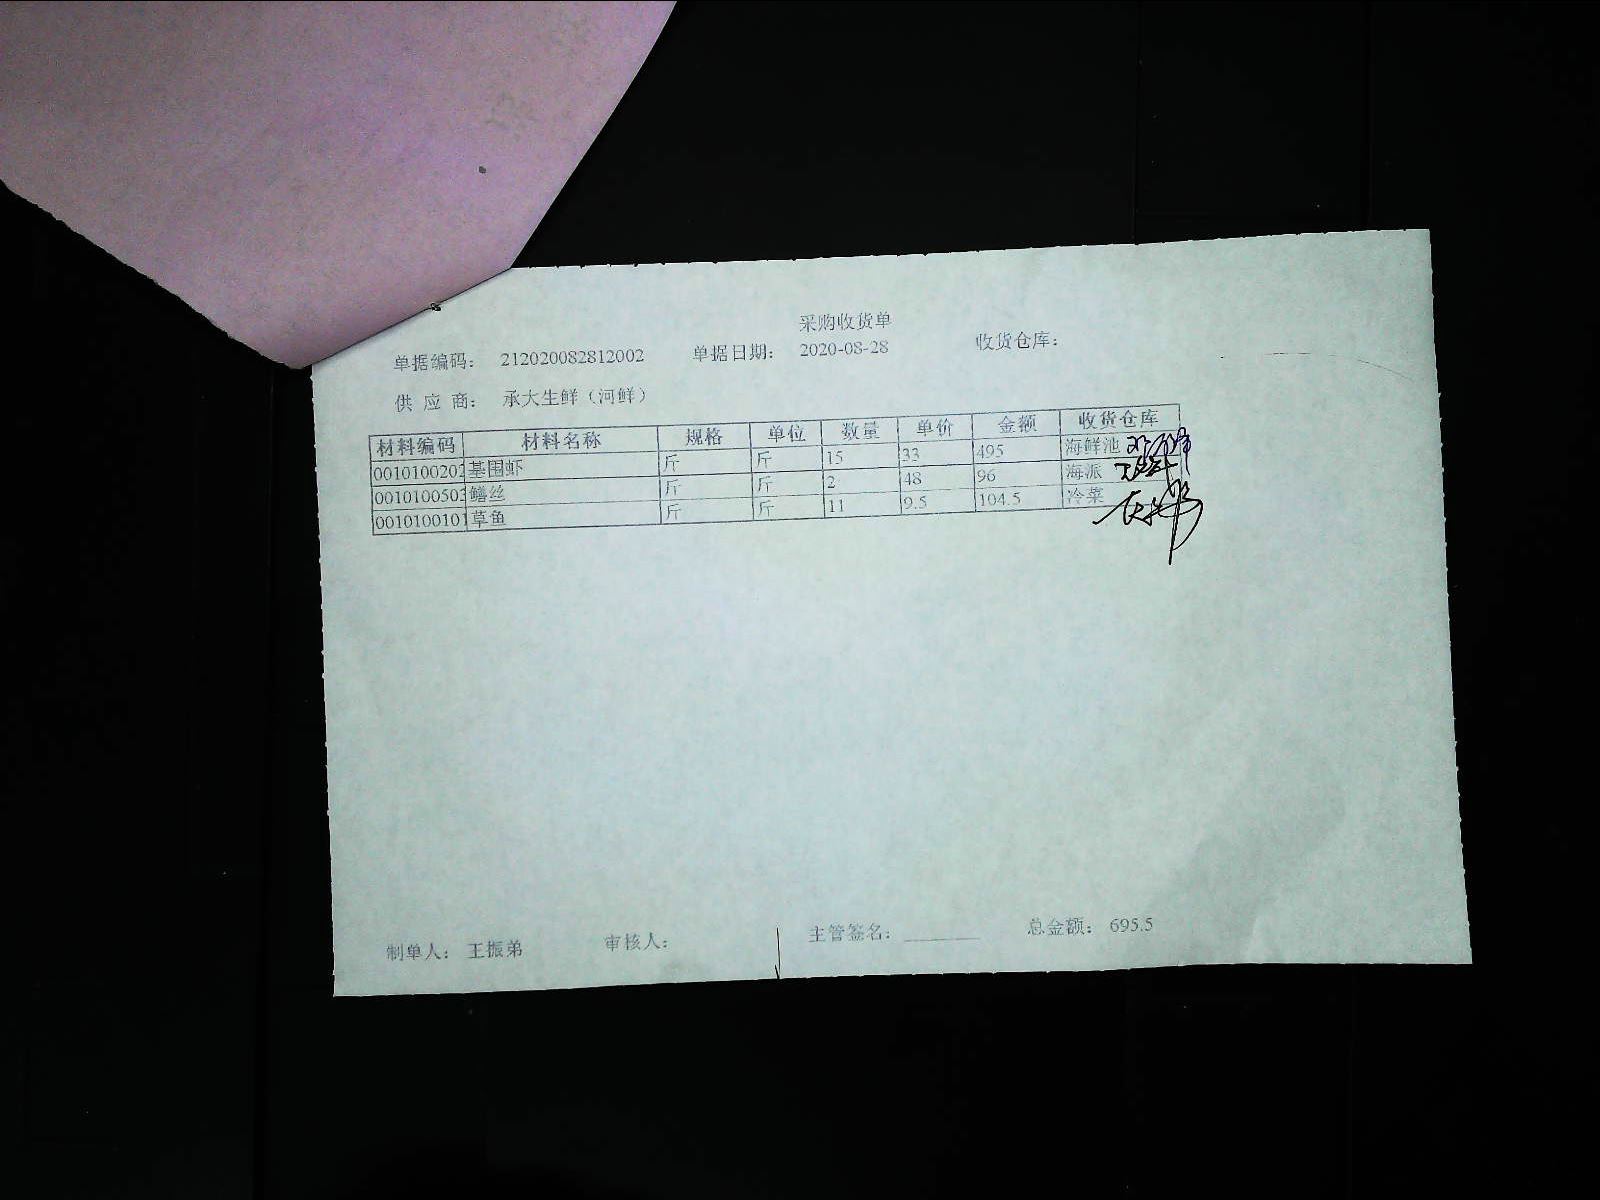 采购收货单
单据编码： 212020082812002 单据日期： 2020-08-28 收货仓库：
供 应 商： 承大生鲜（河鲜）
材料编码 材料名称 规格 单位 数量 单价 金额 收货仓库
0010100202 基围虾 斤 斤 15 33 495 海鲜池
0010100503 鳝丝 斤 斤 2 48 96 海派
0010100101 草鱼 斤 斤 11 9.5 104.5 冷菜
制单人： 王振弟 审核人： 主管签名： 总金额： 695.5